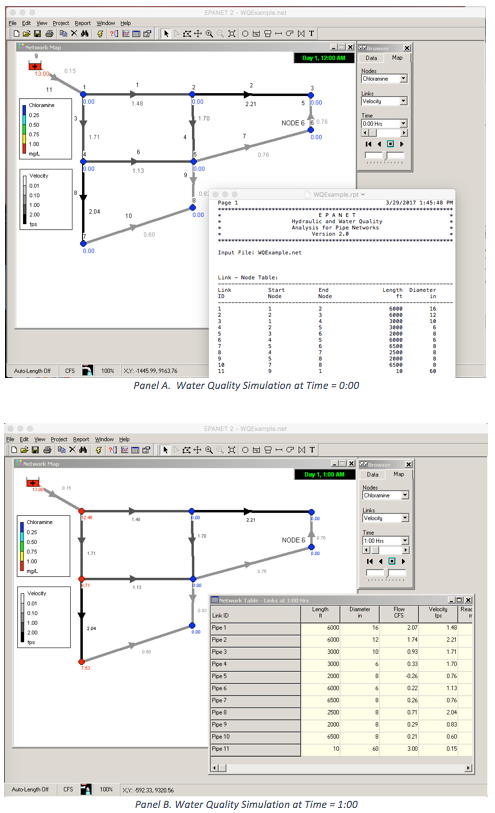 EPANET 2 - WQExample.net
File Edit View Project Report Window Help
Network Map
Day 1, 12:00 AM
Browser
Data Map
Nodes
Chloramine
Links
Velocity
Time
0:00 Hrs
9
13.00
0.15
11
1
0.00
1
1.48
2
0.00
2
2.21
3
5 0.00
3
1.71
4
1.70
NODE 6
6
0.76
0.00
7
0.76
4
0.00
6
1.13
5
0.00
9
8
2.04
8
0.00
10
0.60
7
0.00
Chloramine
0.25
0.50
0.75
1.00
mg/L
Velocity
0.01
0.10
1.00
2.00
fps
WQExample.rpt
Page 1 3/29/2017 1:45:48 PM
E P A N E T
Hydraulic and Water Quality
Analysis for Pipe Networks
Version 2.0
Input File: WQExample.net
Link - Node Table:
Link Start End Length Diameter
ID Node Node ft in
1 1 2 6000 16
2 2 3 6000 12
3 1 4 3000 10
4 2 5 3000 6
5 3 6 2000 8
6 4 5 6000 6
7 5 6 6500 8
8 4 7 2500 8
9 5 8 2000 8
10 7 8 6500 8
11 9 1 10 60
Auto-Length Off CFS 100% X,Y: -1445.99, 9163.76
Panel A. Water Quality Simulation at Time = 0:00
EPANET 2 - WQExample.net
File Edit View Project Report Window Help
Network Map
Day 1, 1:00 AM
Browser
Data Map
Nodes
Chloramine
Links
Velocity
Time
1:00 Hrs
13.00
0.15
2.21
0.00
0.00
1.71
1.70
NODE 6
0.76
0.00
0.76
0.00
2.04
0.00
0.60
Chloramine
0.25
0.50
0.75
1.00
mg/L
Velocity
0.01
0.10
1.00
2.00
fps
Network Table - Links at 1:00 Hrs
Link ID Length ft Diameter in Flow CFS Velocity fps
Pipe 1 6000 16 2.07 1.48
Pipe 2 6000 12 1.74 2.21
Pipe 3 3000 10 0.93 1.71
Pipe 4 3000 6 0.33 1.70
Pipe 5 2000 8 -0.26 0.76
Pipe 6 6000 6 0.22 1.13
Pipe 7 6500 8 0.26 0.76
Pipe 8 2500 8 0.71 2.04
Pipe 9 2000 8 0.29 0.83
Pipe 10 6500 8 0.21 0.60
Pipe 11 10 60 3.00 0.15
Auto-Length Off CFS 100% X,Y: -592.33, 9320.56
Panel B. Water Quality Simulation at Time = 1:00